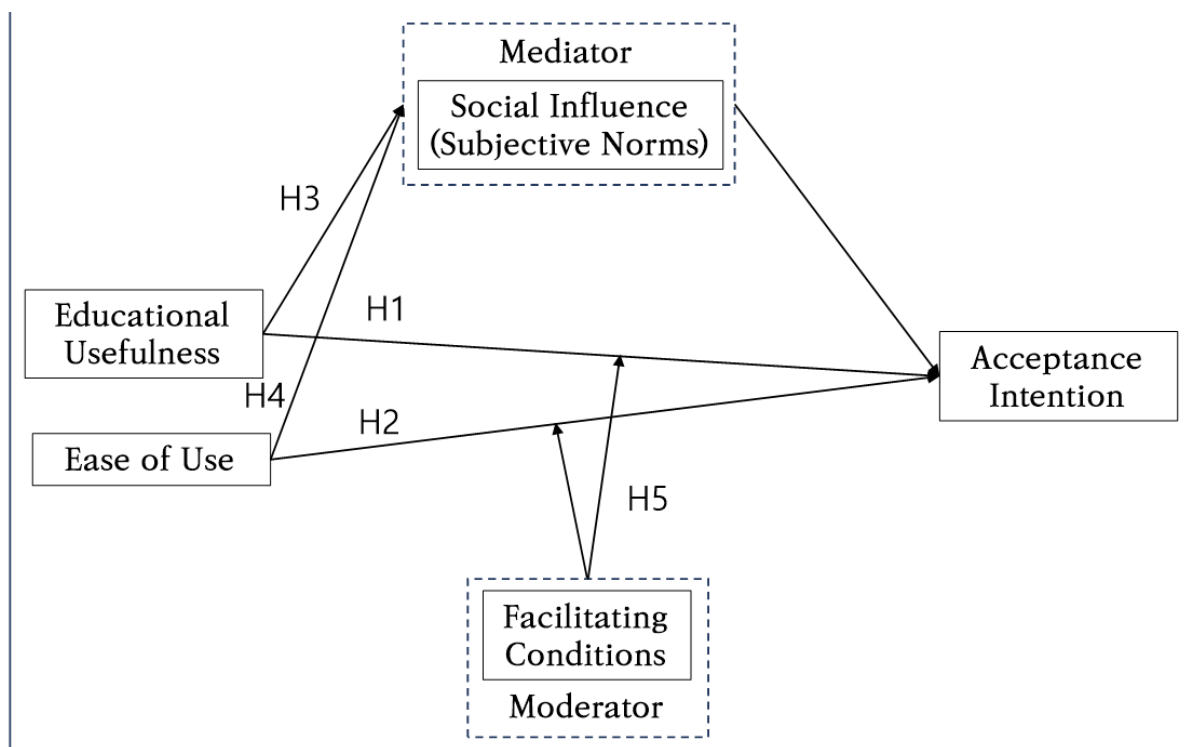 Mediator
Social Influence
(Subjective Norms)
H3
Educational
Usefulness
H1
Acceptance
Intention
H4
H2
Ease of Use
H5
Facilitating
Conditions
Moderator